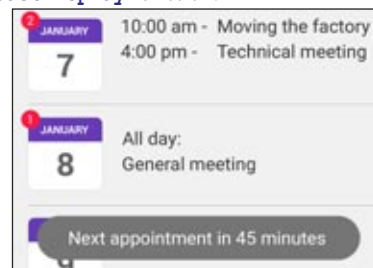 2
JANUARY
7
10:00 am - Moving the factory
4:00 pm - Technical meeting
1
JANUARY
8
All day:
General meeting
Next appointment in 45 minutes